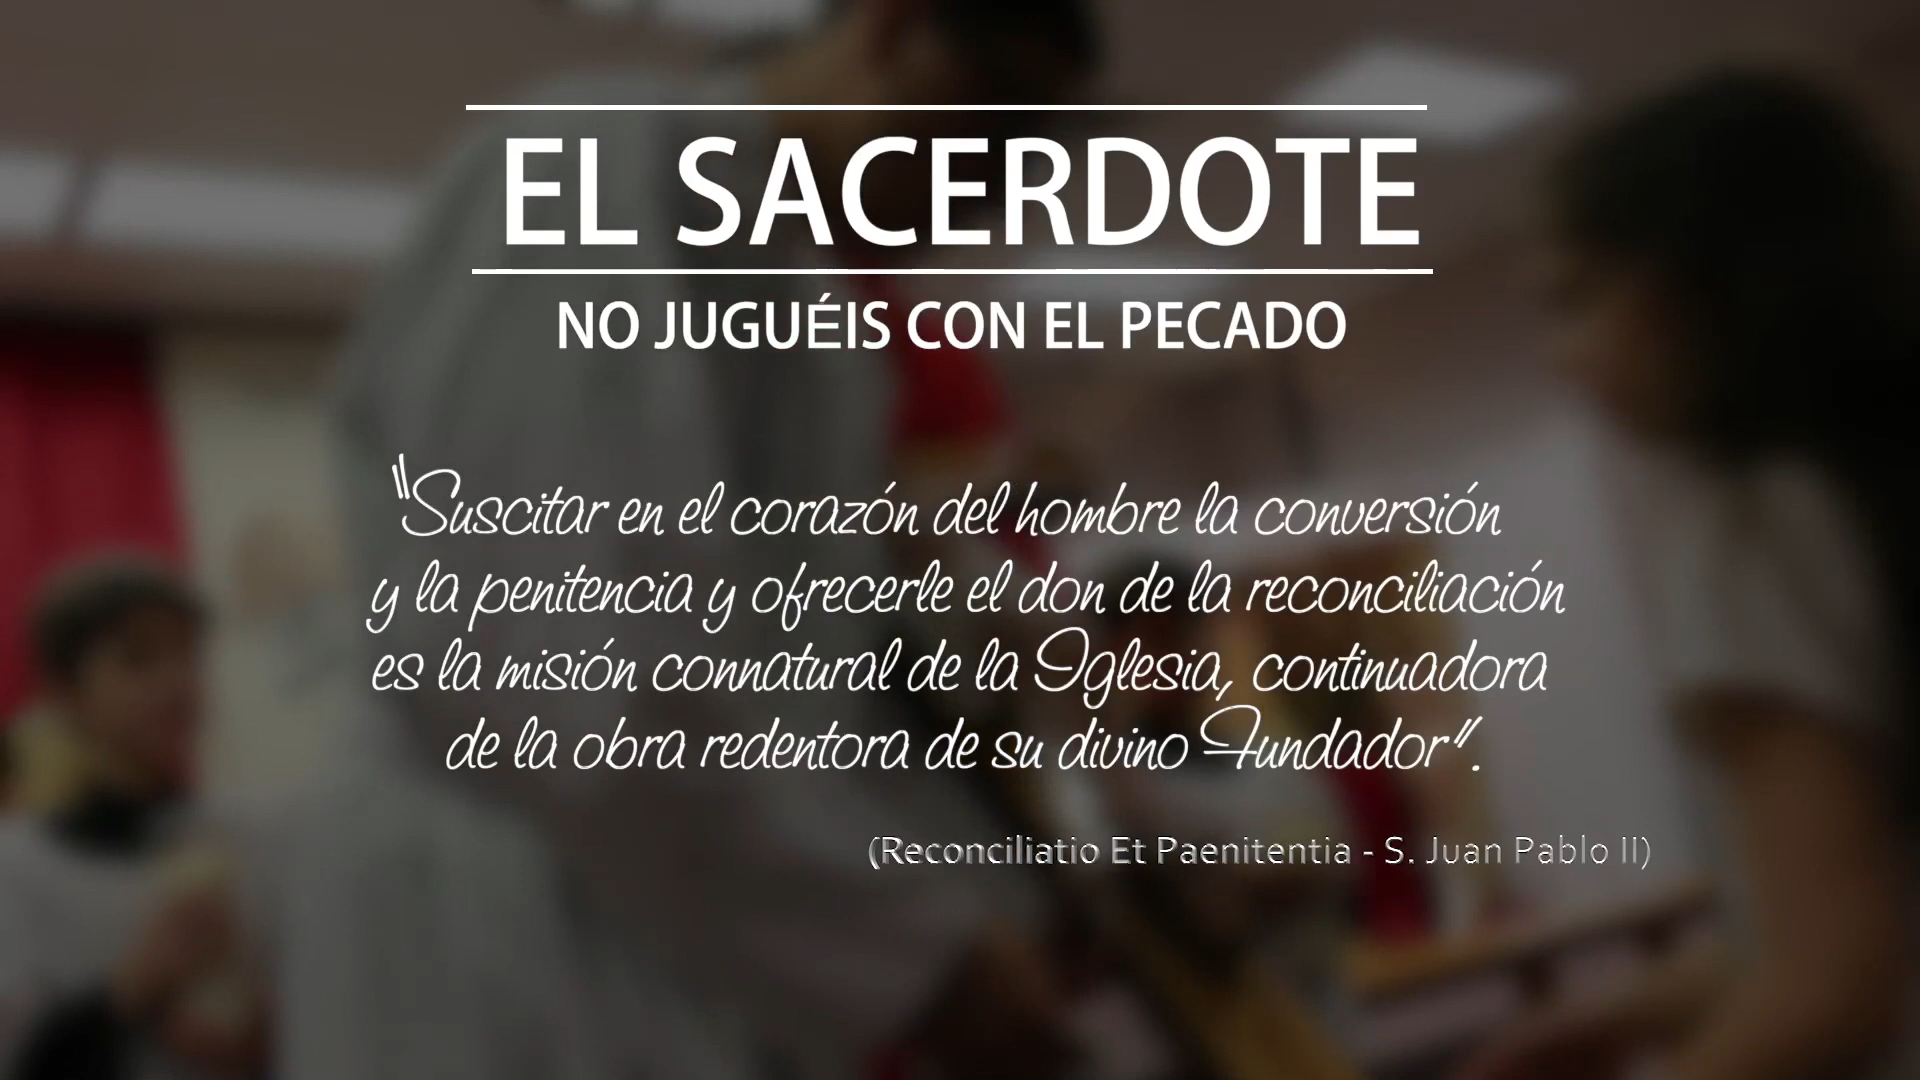 EL SACERDOTE
NO JUGUÉIS CON EL PECADO
"Suscitar en el corazón del hombre la conversión
y la penitencia y ofrecerle el don de la reconciliación
es la misión connatural de la Iglesia, continuadora
de la obra redentora de su divino Fundador".
(Reconciliatio Et Paenitentia - S. Juan Pablo II)